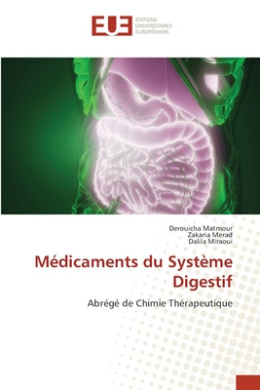 EUE
ÉDITIONS
UNIVERSITAIRES
EUROPÉENNES
Derouicha Matmour
Zakaria Merad
Dalila Miraoui
Médicaments du Système
Digestif
Abrégé de Chimie Thérapeutique